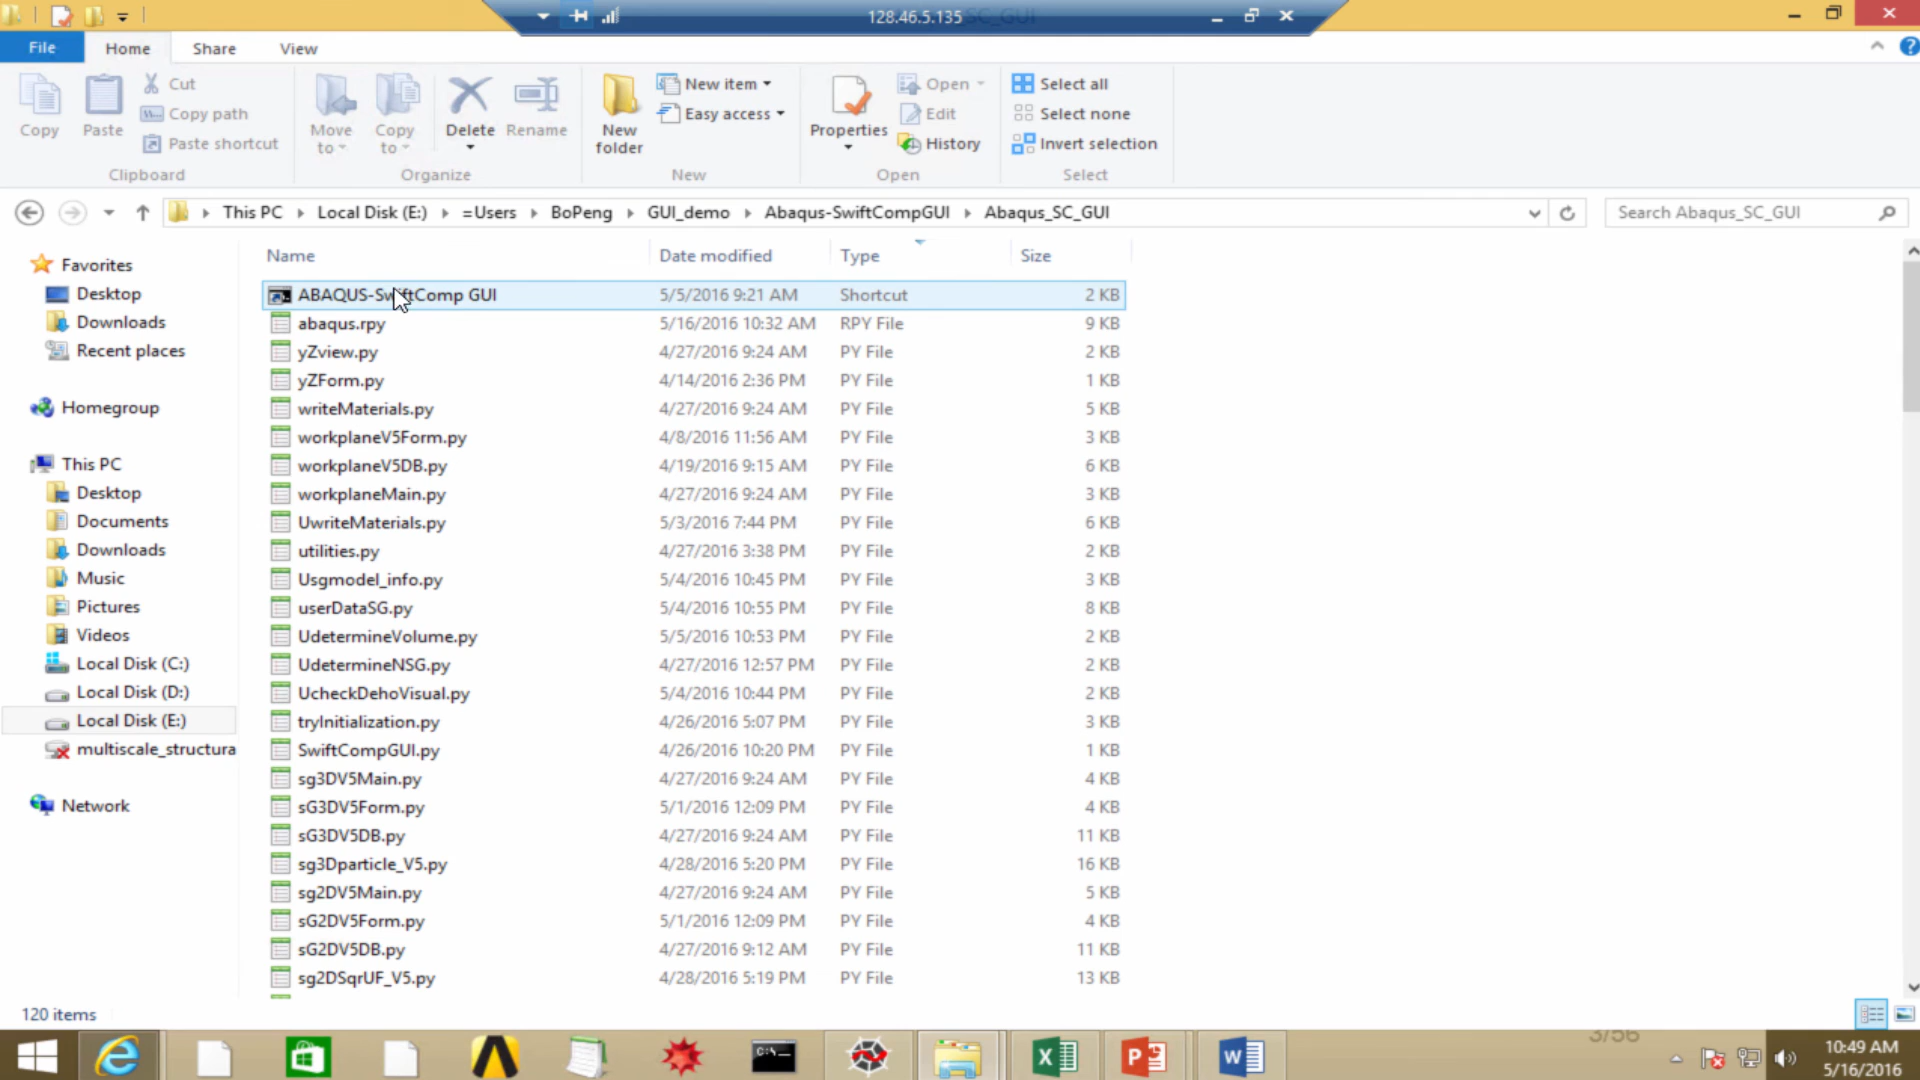 128.46.5.135
File Home Share View
Copy
Paste
Cut
Copy path
Paste shortcut
Clipboard
Move to
Copy to
Delete
Rename
Organize
New folder
New item
Easy access
New
Properties
Open
Edit
History
Open
Select all
Select none
Invert selection
Select
This PC Local Disk (E:) =Users BoPeng GUI_demo Abaqus-SwiftCompGUI Abaqus_SC_GUI
Search Abaqus_SC_GUI
Favorites
Desktop
Downloads
Recent places
Homegroup
This PC
Desktop
Documents
Downloads
Music
Pictures
Videos
Local Disk (C:)
Local Disk (D:)
Local Disk (E:)
multiscale_structura
Network
Name Date modified Type Size
ABAQUS-SwiftComp GUI 5/5/2016 9:21 AM Shortcut 2 KB
abaqus.rpy 5/16/2016 10:32 AM RPY File 9 KB
yZview.py 4/27/2016 9:24 AM PY File 2 KB
yZForm.py 4/14/2016 2:36 PM PY File 1 KB
writeMaterials.py 4/27/2016 9:24 AM PY File 5 KB
workplaneV5Form.py 4/8/2016 11:56 AM PY File 3 KB
workplaneV5DB.py 4/19/2016 9:15 AM PY File 6 KB
workplaneMain.py 4/27/2016 9:24 AM PY File 3 KB
UwriteMaterials.py 5/3/2016 7:44 PM PY File 6 KB
utilities.py 4/27/2016 3:38 PM PY File 2 KB
Usgmodel_info.py 5/4/2016 10:45 PM PY File 3 KB
userDataSG.py 5/4/2016 10:55 PM PY File 8 KB
UdetermineVolume.py 5/5/2016 10:53 PM PY File 2 KB
UdetermineNSG.py 4/27/2016 12:57 PM PY File 2 KB
UcheckDehoVisual.py 5/4/2016 10:44 PM PY File 2 KB
tryInitialization.py 4/26/2016 5:07 PM PY File 3 KB
SwiftCompGUI.py 4/26/2016 10:20 PM PY File 1 KB
sg3DV5Main.py 4/27/2016 9:24 AM PY File 4 KB
sG3DV5Form.py 5/1/2016 12:09 PM PY File 4 KB
sG3DV5DB.py 4/27/2016 9:24 AM PY File 11 KB
sg3Dparticle_V5.py 4/28/2016 5:20 PM PY File 16 KB
sg2DV5Main.py 4/27/2016 9:24 AM PY File 5 KB
sG2DV5Form.py 5/1/2016 12:09 PM PY File 4 KB
sG2DV5DB.py 4/27/2016 9:12 AM PY File 11 KB
sg2DSqrUF_V5.py 4/28/2016 5:19 PM PY File 13 KB
120 items
3/56
10:49 AM
5/16/2016